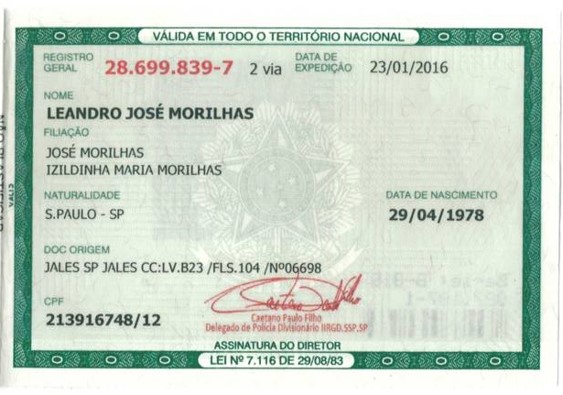 VÁLIDA EM TODO O TERRITÓRIO NACIONAL
REGISTRO GERAL 28.699.839-7 2 via DATA DE EXPEDIÇÃO 23/01/2016
NOME
LEANDRO JOSÉ MORILHAS
FILIAÇÃO
JOSÉ MORILHAS
IZILDINHA MARIA MORILHAS
NATURALIDADE DATA DE NASCIMENTO
S.PAULO - SP 29/04/1978
DOC ORIGEM
JALES SP JALES CC:LV.B23 /FLS.104 /Nº06698
CPF
213916748/12
Caetano Paulo Filho
Delegado de Polícia Divisionário IIRGD.SSP.SP
ASSINATURA DO DIRETOR
LEI Nº 7.116 DE 29/08/83